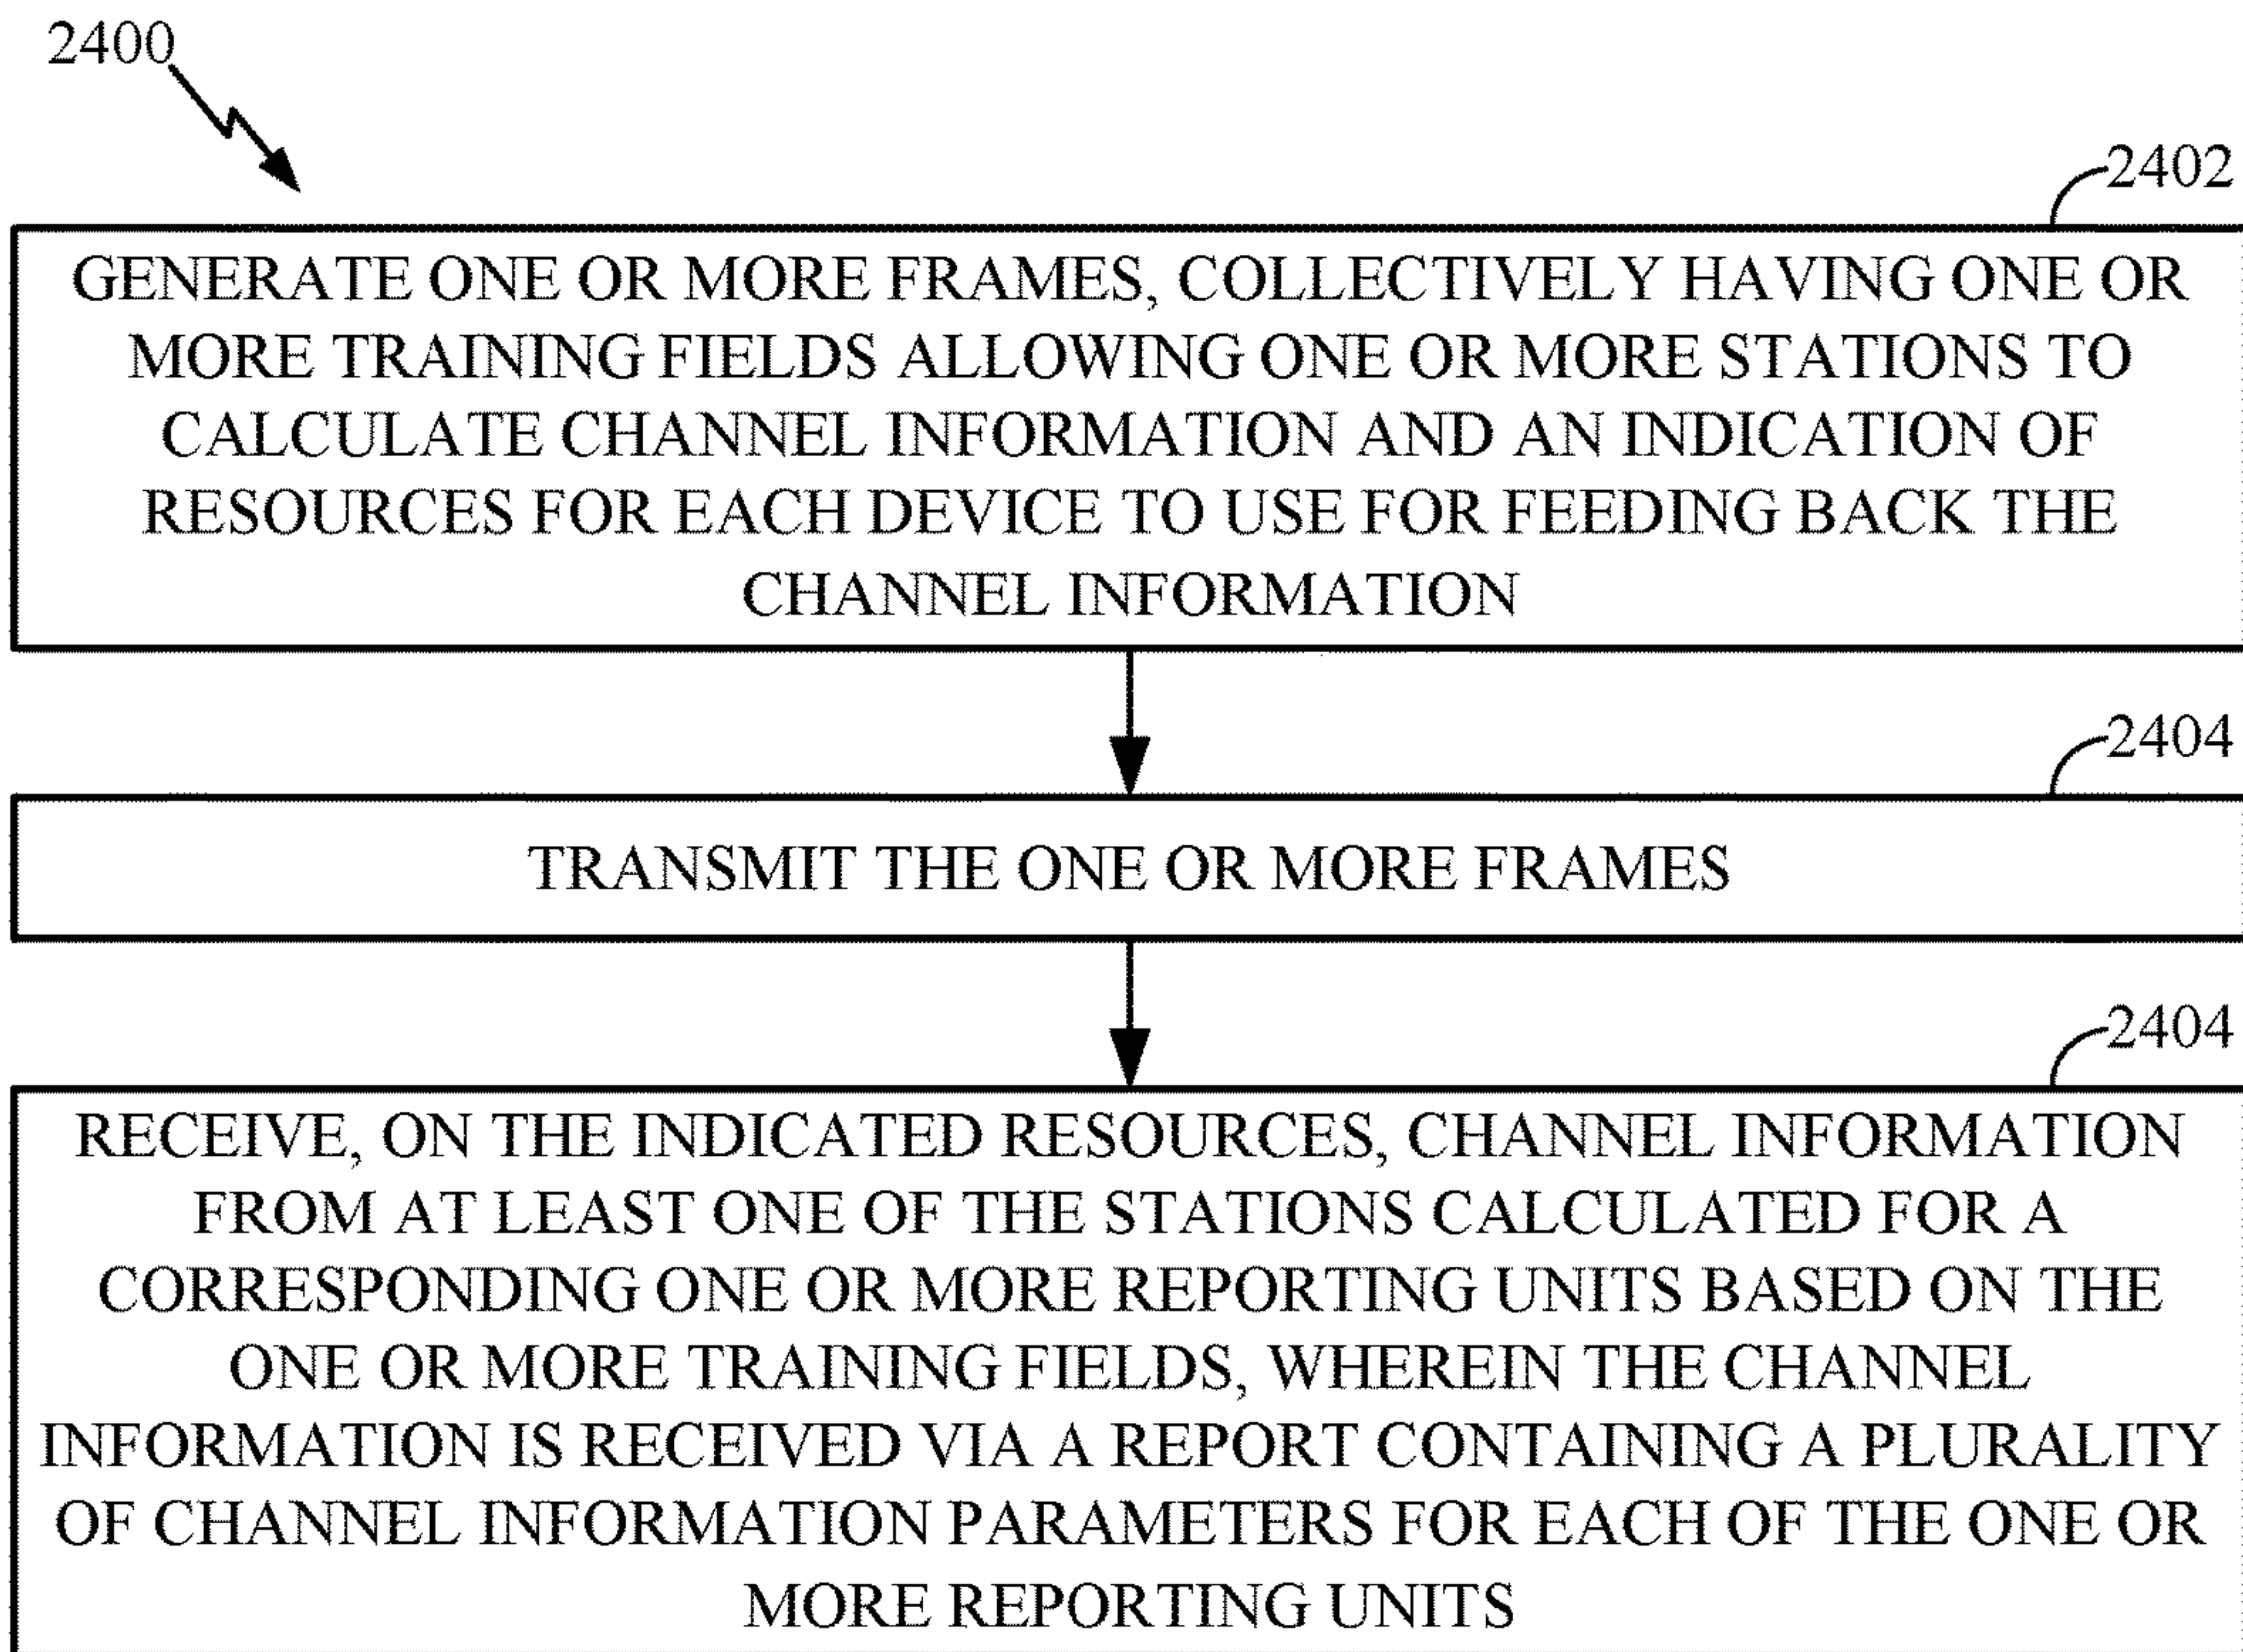 2400
2402
GENERATE ONE OR MORE FRAMES, COLLECTIVELY HAVING ONE OR
MORE TRAINING FIELDS ALLOWING ONE OR MORE STATIONS TO
CALCULATE CHANNEL INFORMATION AND AN INDICATION OF
RESOURCES FOR EACH DEVICE TO USE FOR FEEDING BACK THE
CHANNEL INFORMATION
2404
TRANSMIT THE ONE OR MORE FRAMES
2404
RECEIVE, ON THE INDICATED RESOURCES, CHANNEL INFORMATION
FROM AT LEAST ONE OF THE STATIONS CALCULATED FOR A
CORRESPONDING ONE OR MORE REPORTING UNITS BASED ON THE
ONE OR MORE TRAINING FIELDS, WHEREIN THE CHANNEL
INFORMATION IS RECEIVED VIA A REPORT CONTAINING A PLURALITY
OF CHANNEL INFORMATION PARAMETERS FOR EACH OF THE ONE OR
MORE REPORTING UNITS